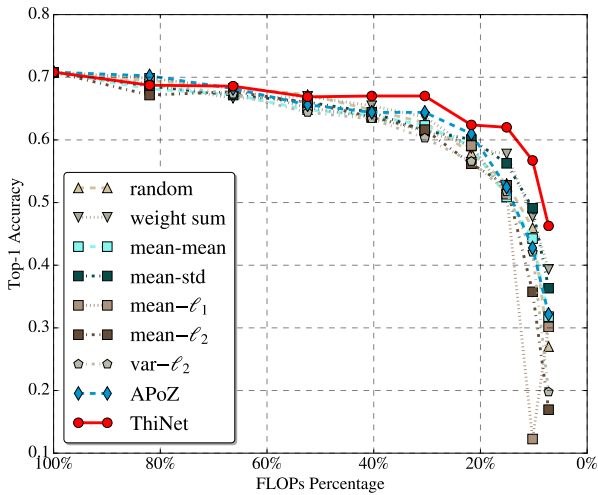 0.8
0.7
0.6
0.5
0.4
0.3
0.2
0.1
Top-1 Accuracy
random
weight sum
mean-mean
mean-std
mean−ℓ₁
mean−ℓ₂
var−ℓ₂
APoZ
ThiNet
100% 80% 60% 40% 20% 0%
FLOPs Percentage